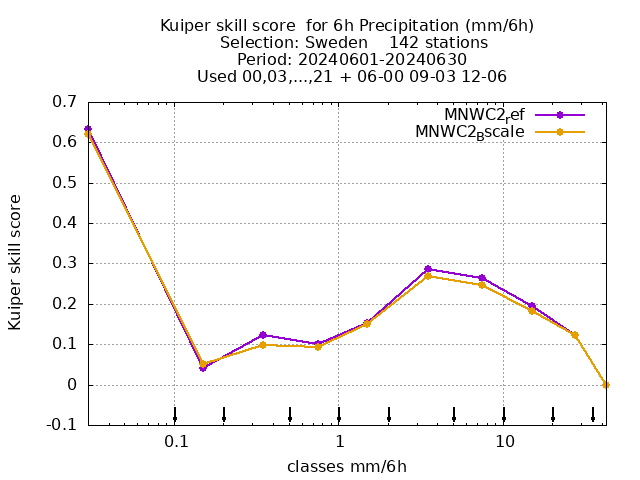 Kuiper skill score  for 6h Precipitation (mm/6h)
Selection: Sweden    142 stations
Period: 20240601-20240630
Used 00,03,...,21 + 06-00 09-03 12-06
MNWC2ref
MNWC2Bscale
Kuiper skill score
0.7
0.6
0.5
0.4
0.3
0.2
0.1
0
-0.1
0.1 1 10
classes mm/6h